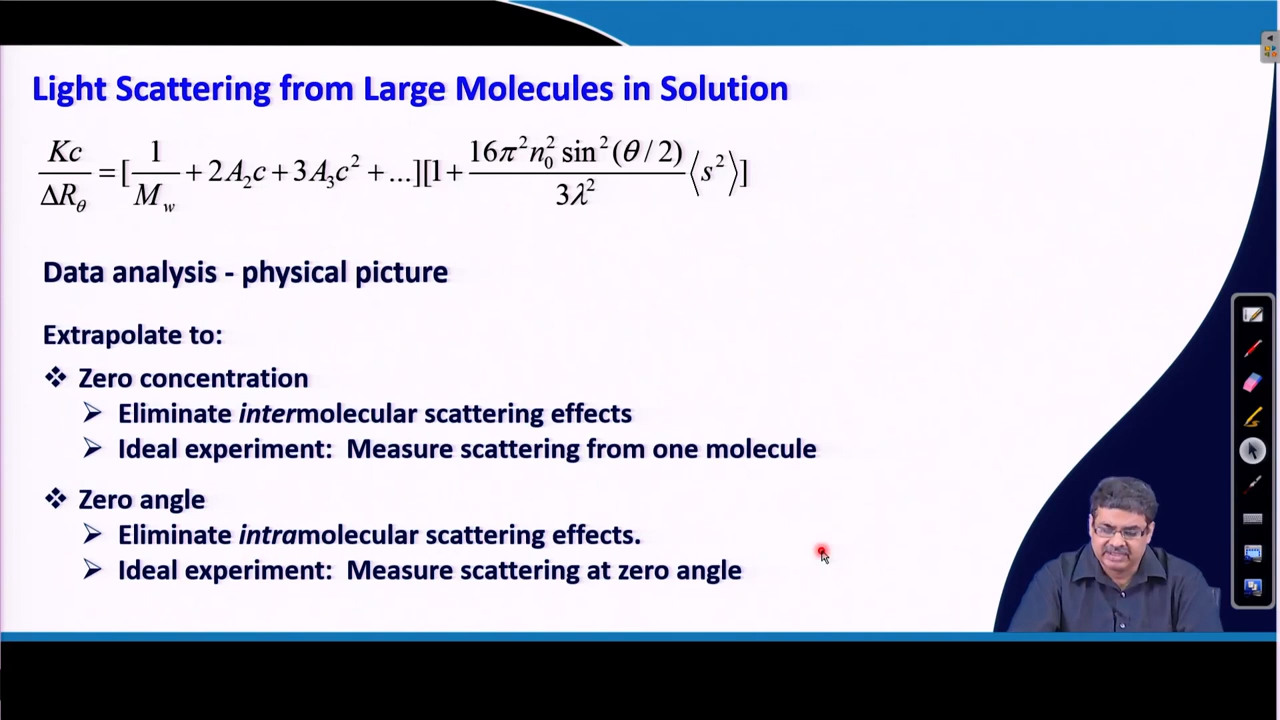 Light Scattering from Large Molecules in Solution
Kc/ΔR_θ = [1/M_w + 2A₂c + 3A₃c² + ...][1 + 16π²n₀² sin²(θ/2)/3λ² ⟨s²⟩]
Data analysis - physical picture
Extrapolate to:
❖ Zero concentration
➢ Eliminate intermolecular scattering effects
➢ Ideal experiment: Measure scattering from one molecule
❖ Zero angle
➢ Eliminate intramolecular scattering effects.
➢ Ideal experiment: Measure scattering at zero angle